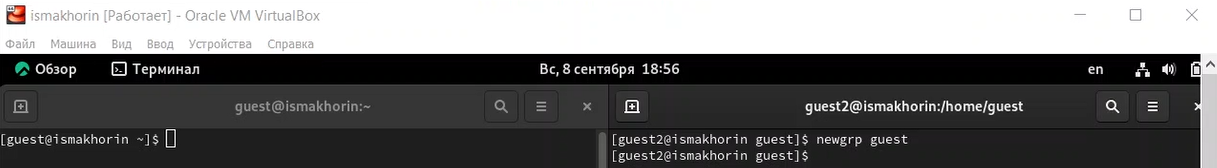 ismakhorin [Работает] - Oracle VM VirtualBox
Файл Машина Вид Ввод Устройства Справка
Обзор Терминал Вс, 8 сентября 18:56 en
guest@ismakhorin:~ guest2@ismakhorin:/home/guest
[guest@ismakhorin ~]$
[guest2@ismakhorin guest]$ newgrp guest
[guest2@ismakhorin guest]$